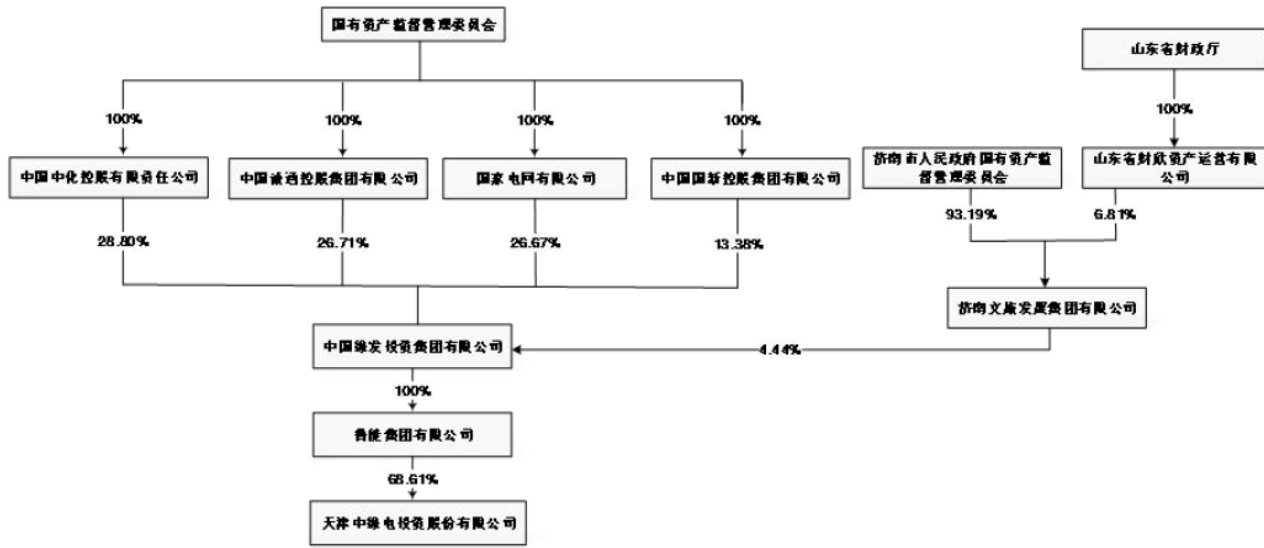 国有资产监督管理委员会
山东省财政厅
100%
100%
100%
100%
100%
中国中化控股有限责任公司
中国诚通控股集团有限公司
国家电网有限公司
中国国新控股集团有限公司
济南市人民政府国有资产监
督管理委员会
山东省财欣资产运营有限
公司
28.80%
26.71%
26.67%
13.38%
93.19%
6.81%
济南文旅发展集团有限公司
中国绿发投资集团有限公司
4.44%
100%
鲁能集团有限公司
68.61%
天津中绿电投资股份有限公司